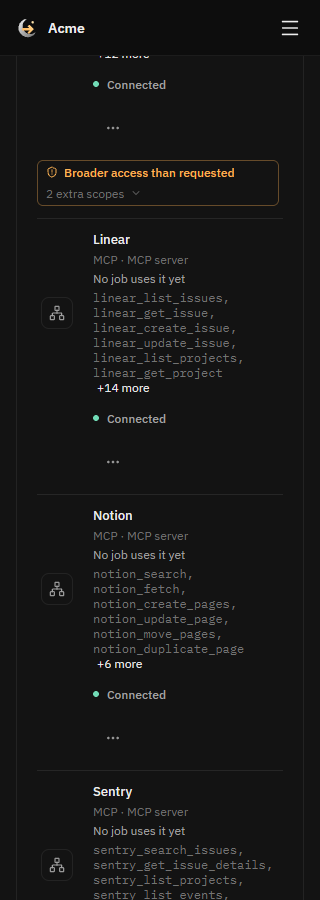 Acme
+12 more
Connected
Broader access than requested
2 extra scopes
Linear
MCP · MCP server
No job uses it yet
linear_list_issues,
linear_get_issue,
linear_create_issue,
linear_update_issue,
linear_list_projects,
linear_get_project
+14 more
Connected
Notion
MCP · MCP server
No job uses it yet
notion_search,
notion_fetch,
notion_create_pages,
notion_update_page,
notion_move_pages,
notion_duplicate_page
+6 more
Connected
Sentry
MCP · MCP server
No job uses it yet
sentry_search_issues,
sentry_get_issue_details,
sentry_list_projects,
sentry_list_events,